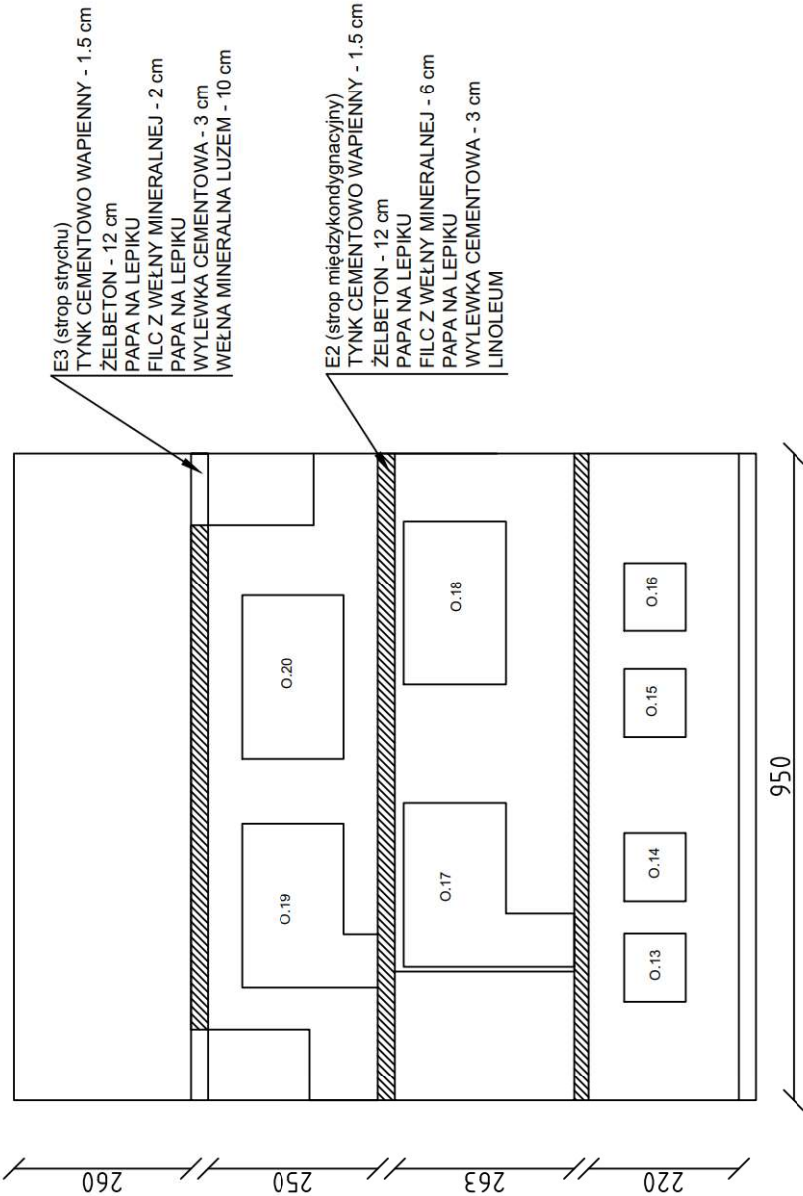 E3 (strop strychu)
TYNK CEMENTOWO WAPIENNY - 1.5 cm
ŻELBETON - 12 cm
PAPA NA LEPIKU
FILC Z WEŁNY MINERALNEJ - 2 cm
PAPA NA LEPIKU
WYLEWKA CEMENTOWA - 3 cm
WEŁNA MINERALNA LUZEM - 10 cm
E2 (strop międzykondygnacyjny)
TYNK CEMENTOWO WAPIENNY - 1.5 cm
ŻELBETON - 12 cm
PAPA NA LEPIKU
FILC Z WEŁNY MINERALNEJ - 6 cm
PAPA NA LEPIKU
WYLEWKA CEMENTOWA - 3 cm
LINOLEUM
O.19
O.20
O.17
O.18
O.13
O.14
O.15
O.16
260
250
263
220
950